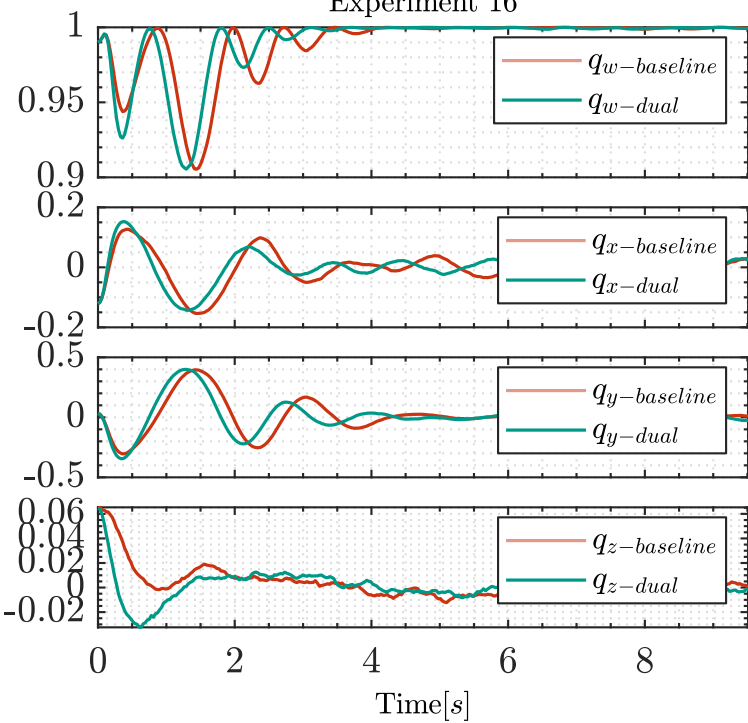 Experiment 16
1
0.95
0.9
q_{w-baseline}
q_{w-dual}
0.2
0
-0.2
q_{x-baseline}
q_{x-dual}
0.5
0
-0.5
q_{y-baseline}
q_{y-dual}
0.06
0.04
0.02
0
-0.02
q_{z-baseline}
q_{z-dual}
0 2 4 6 8
Time[s]